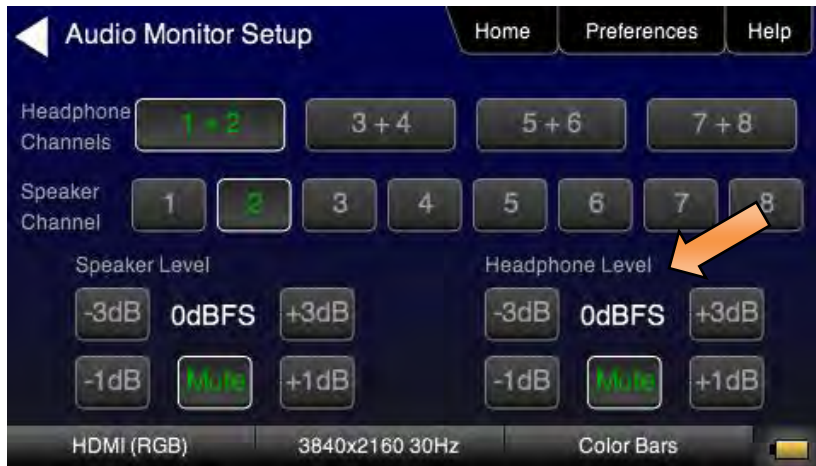 Audio Monitor Setup Home Preferences Help
Headphone Channels 1 + 2 3 + 4 5 + 6 7 + 8
Speaker Channel 1 2 3 4 5 6 7 8
Speaker Level Headphone Level
-3dB 0dBFS +3dB -3dB 0dBFS +3dB
-1dB Mute +1dB -1dB Mute +1dB
HDMI (RGB) 3840x2160 30Hz Color Bars